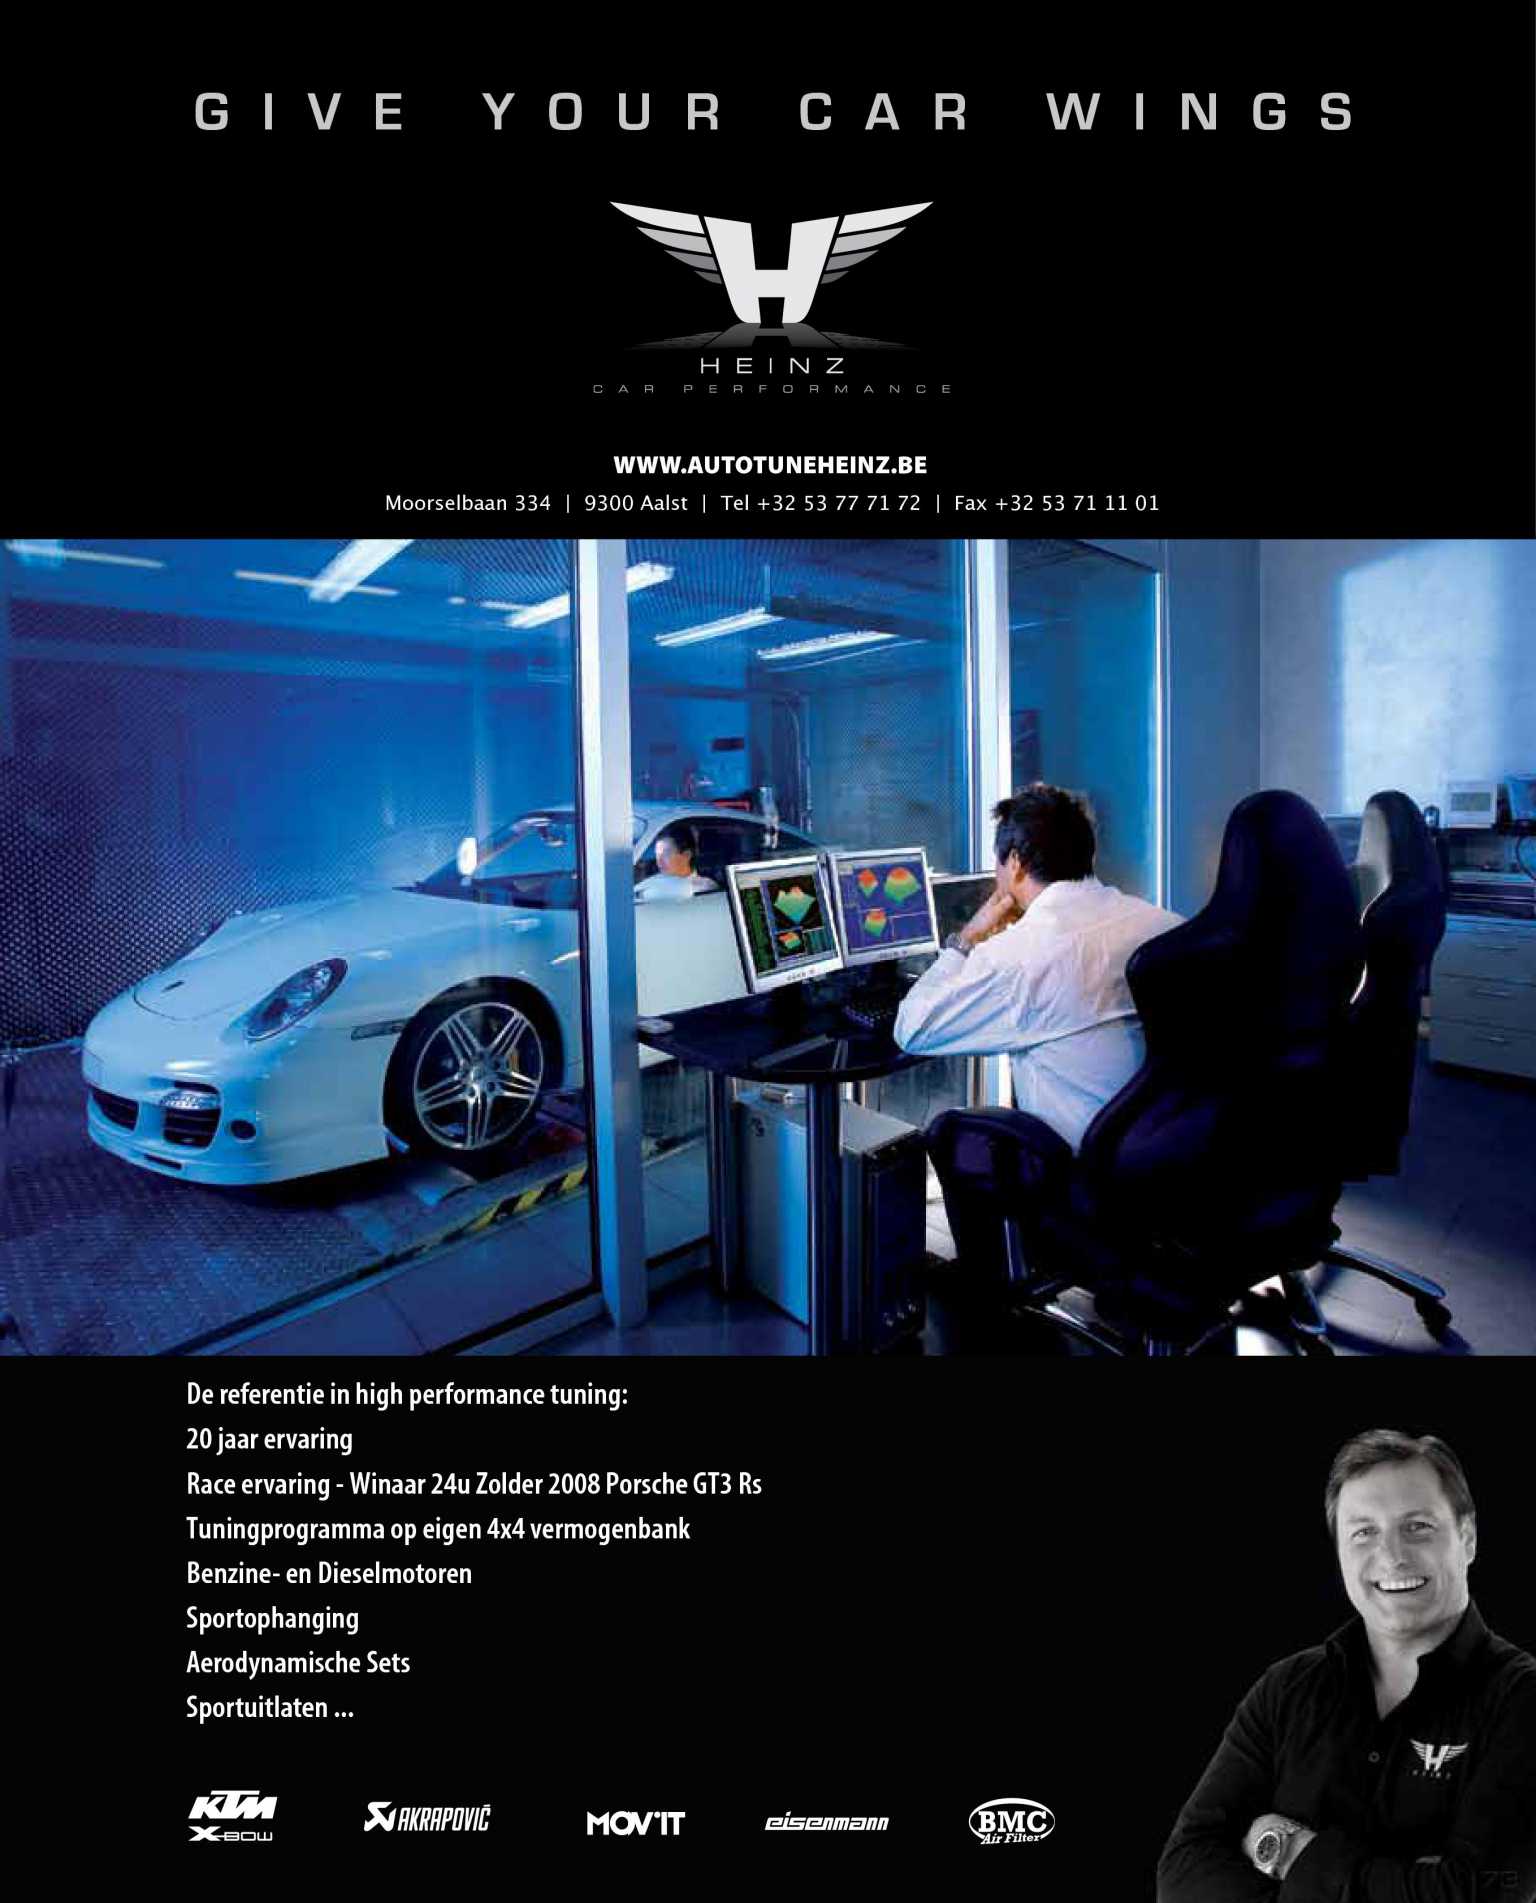 GIVE YOUR CAR WINGS
H
HEINZ
CAR PERFORMANCE
WWW.AUTOTUNEHEINZ.BE
Moorselbaan 334 | 9300 Aalst | Tel +32 53 77 71 72 | Fax +32 53 71 11 01
De referentie in high performance tuning:
20 jaar ervaring
Race ervaring - Winaar 24u Zolder 2008 Porsche GT3 Rs
Tuningprogramma op eigen 4x4 vermogenbank
Benzine- en Dieselmotoren
Sportophanging
Aerodynamische Sets
Sportuitlaten ...
H
HEINZ
KTM
X-BOW
AKRAPOVIČ
MOV'IT
eisenmann
BMC
Air Filter